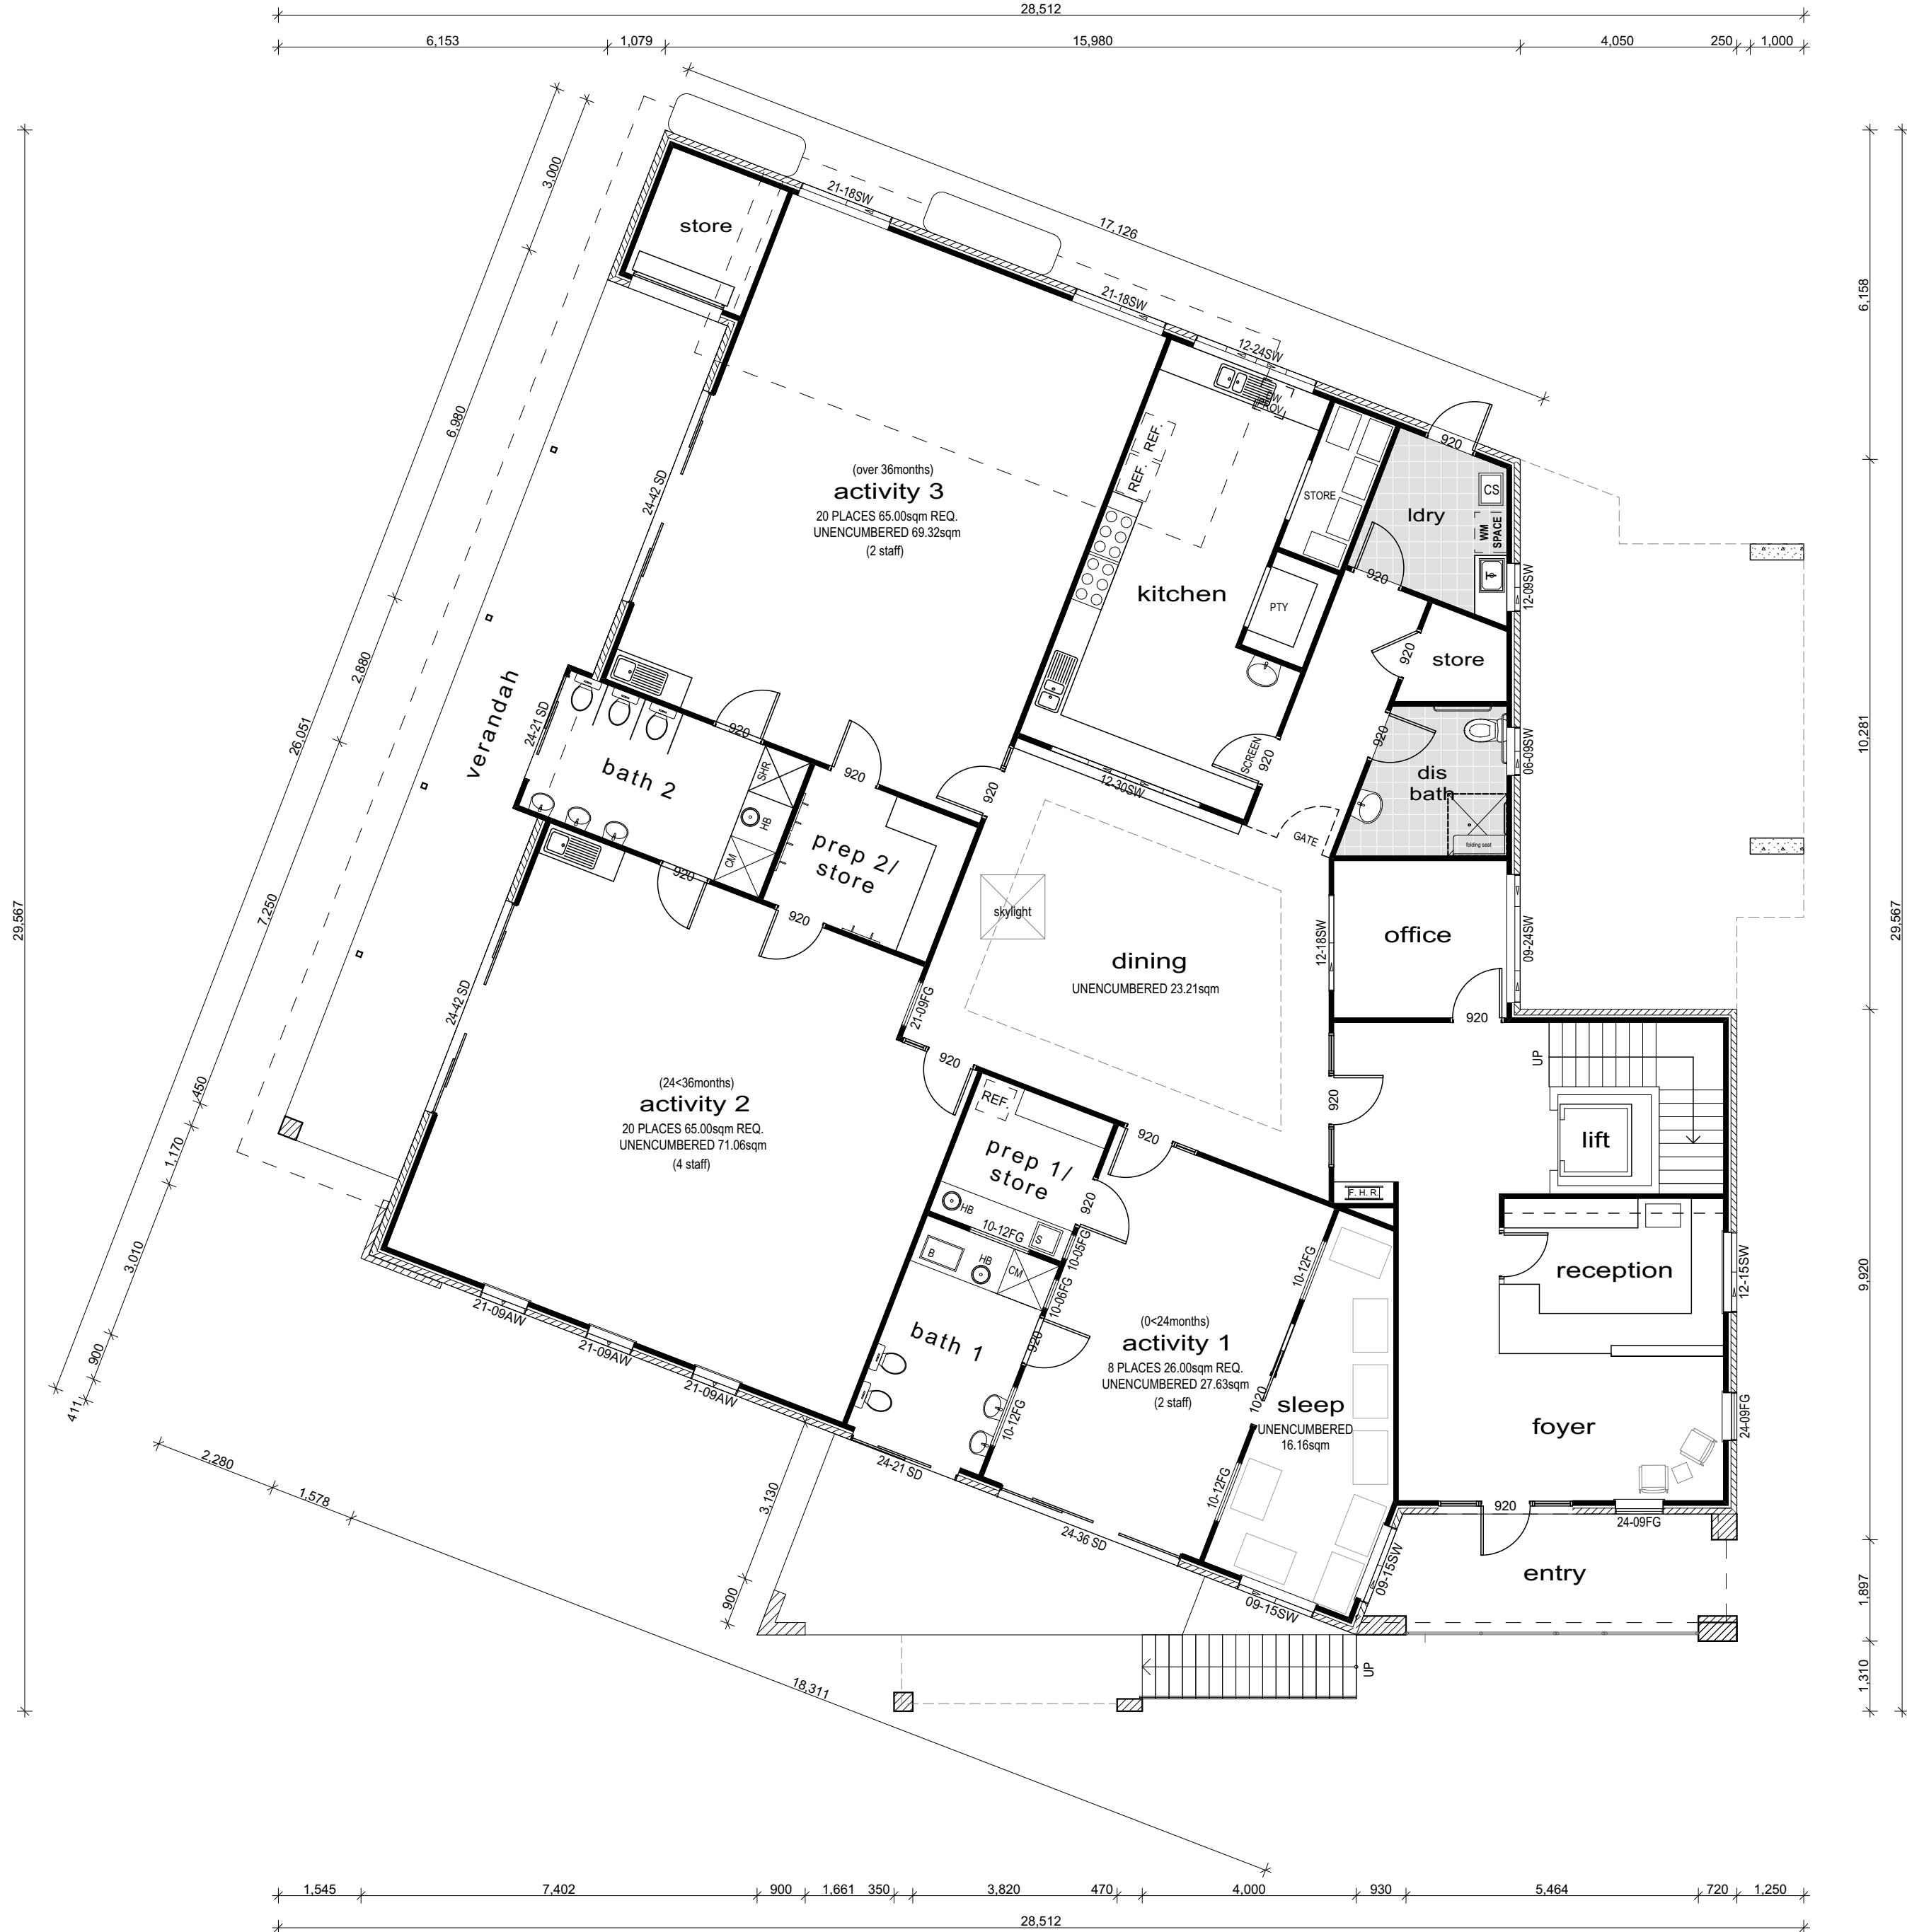 28,512
6,153
1,079
15,980
4,050
250
1,000
3,000
17,126
21-18SW
store
21-18SW
12-24SW
6,158
6,980
24-42 SD
(over 36months)
activity 3
20 PLACES 65.00sqm REQ.
UNENCUMBERED 69.32sqm
(2 staff)
REF.
REF.
STORE
920
ldry
CS
WM
SPACE
920
12-09SW
kitchen
PTY
920
store
2,880
26,051
verandah
24-21 SD
bath 2
920
SHR
HB
CM
920
920
prep 2/
store
920
920
12-30SW
SCREEN
920
GATE
920
dis
bath
folding seat
06-09SW
10,281
29,567
29,567
7,250
24-42 SD
skylight
dining
UNENCUMBERED 23.21sqm
21-09FG
12-18SW
office
09-24SW
920
920
UP
920
lift
450
1,170
(24<36months)
activity 2
20 PLACES 65.00sqm REQ.
UNENCUMBERED 71.06sqm
(4 staff)
REF.
prep 1/
store
920
920
HB
10-12FG
S
10-05FG
F. H. R.
B
HB
CM
10-06FG
920
10-12FG
3,010
reception
12-15SW
9,920
21-09AW
21-09AW
21-09AW
bath 1
(0<24months)
activity 1
8 PLACES 26.00sqm REQ.
UNENCUMBERED 27.63sqm
(2 staff)
10-12FG
1020
sleep
UNENCUMBERED
16.16sqm
foyer
24-09FG
900
411
2,280
1,578
3,130
900
24-21 SD
24-36 SD
10-12FG
09-15SW
09-15SW
920
24-09FG
entry
1,897
UP
1,310
18,311
1,545
7,402
900
1,661
350
3,820
470
4,000
930
5,464
720
1,250
28,512